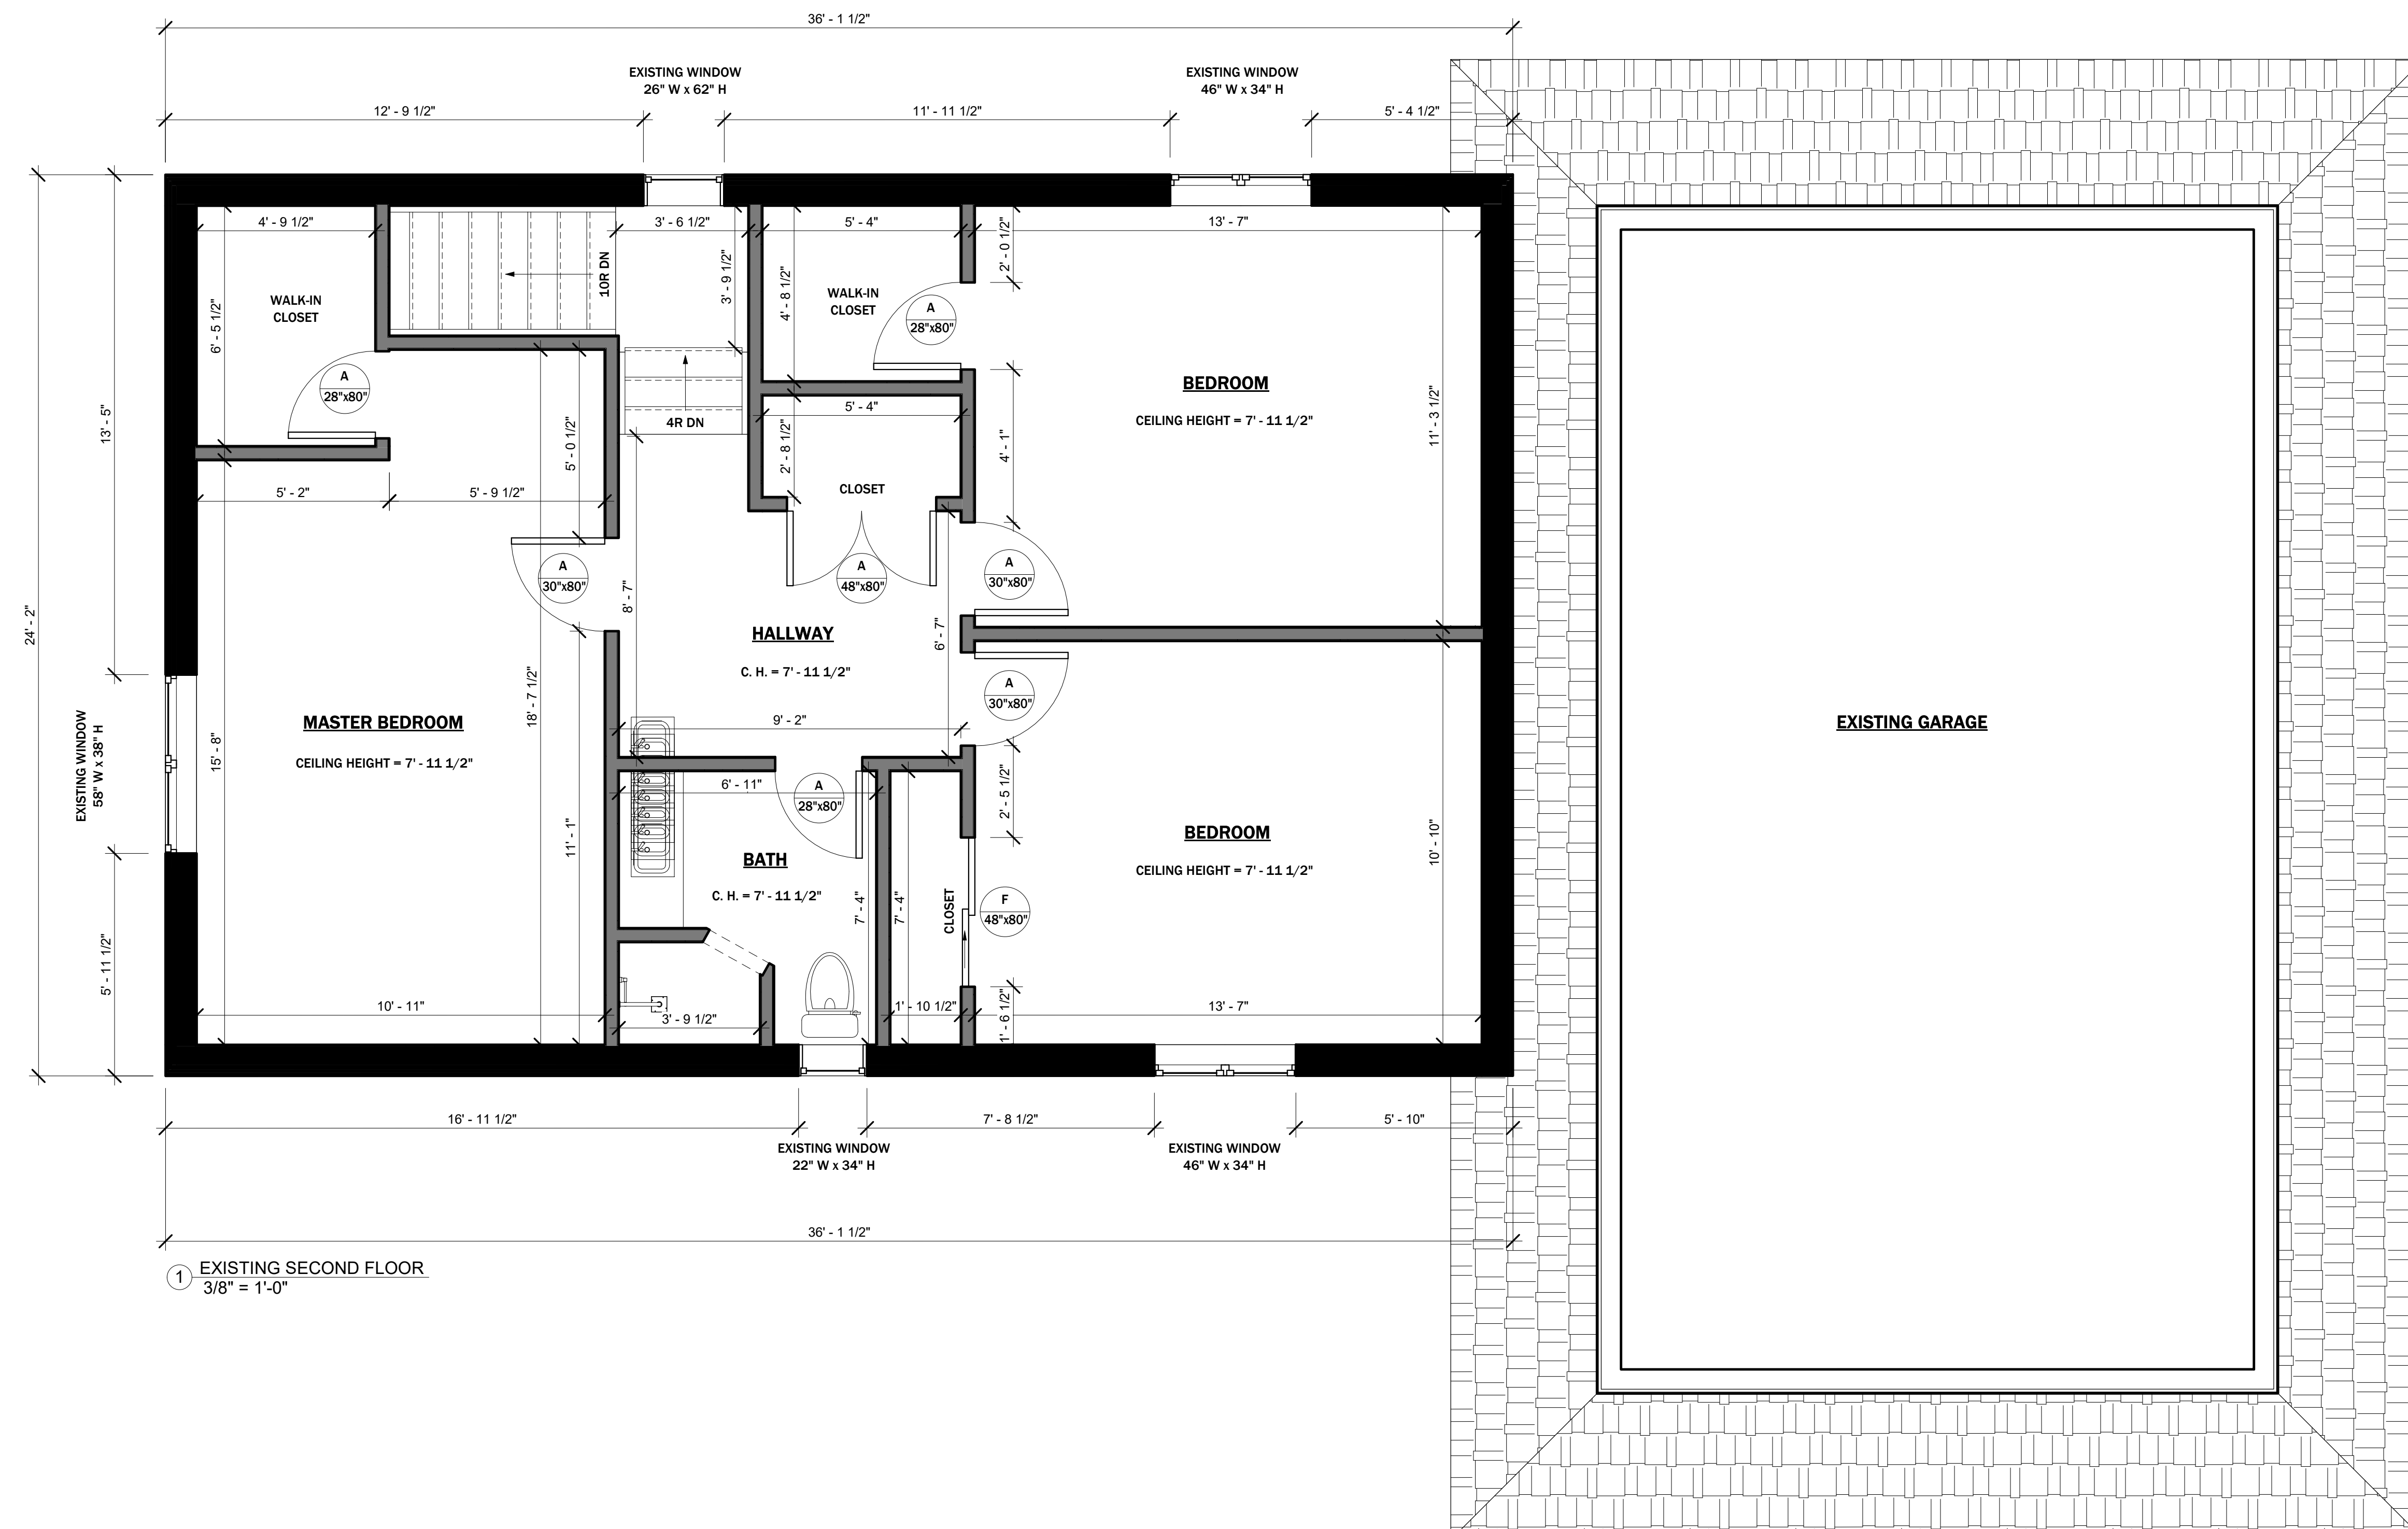 36' - 1 1/2"
EXISTING WINDOW
26" W x 62" H
EXISTING WINDOW
46" W x 34" H
12' - 9 1/2"
11' - 11 1/2"
5' - 4 1/2"
4' - 9 1/2"
3' - 6 1/2"
5' - 4"
2' - 0 1/2"
13' - 7"
10R DN
3' - 9 1/2"
4' - 8 1/2"
WALK-IN
CLOSET
6' - 5 1/2"
WALK-IN
CLOSET
A
28"x80"
A
28"x80"
BEDROOM
CEILING HEIGHT = 7' - 11 1/2"
11' - 3 1/2"
13' - 5"
5' - 4"
4R DN
5' - 0 1/2"
2' - 8 1/2"
4' - 1"
CLOSET
5' - 2"
5' - 9 1/2"
A
30"x80"
A
48"x80"
A
30"x80"
8' - 7"
24' - 2"
HALLWAY
6' - 7"
C. H. = 7' - 11 1/2"
A
30"x80"
18' - 7 1/2"
MASTER BEDROOM
CEILING HEIGHT = 7' - 11 1/2"
9' - 2"
EXISTING GARAGE
EXISTING WINDOW
58" W x 38" H
15' - 8"
6' - 11"
A
28"x80"
2' - 5 1/2"
11' - 1"
BATH
C. H. = 7' - 11 1/2"
BEDROOM
CEILING HEIGHT = 7' - 11 1/2"
10' - 10"
7' - 4"
7' - 4"
CLOSET
F
48"x80"
5' - 11 1/2"
10' - 11"
3' - 9 1/2"
1' - 10 1/2"
1' - 6 1/2"
13' - 7"
16' - 11 1/2"
7' - 8 1/2"
5' - 10"
EXISTING WINDOW
22" W x 34" H
EXISTING WINDOW
46" W x 34" H
36' - 1 1/2"
1
EXISTING SECOND FLOOR
3/8" = 1'-0"